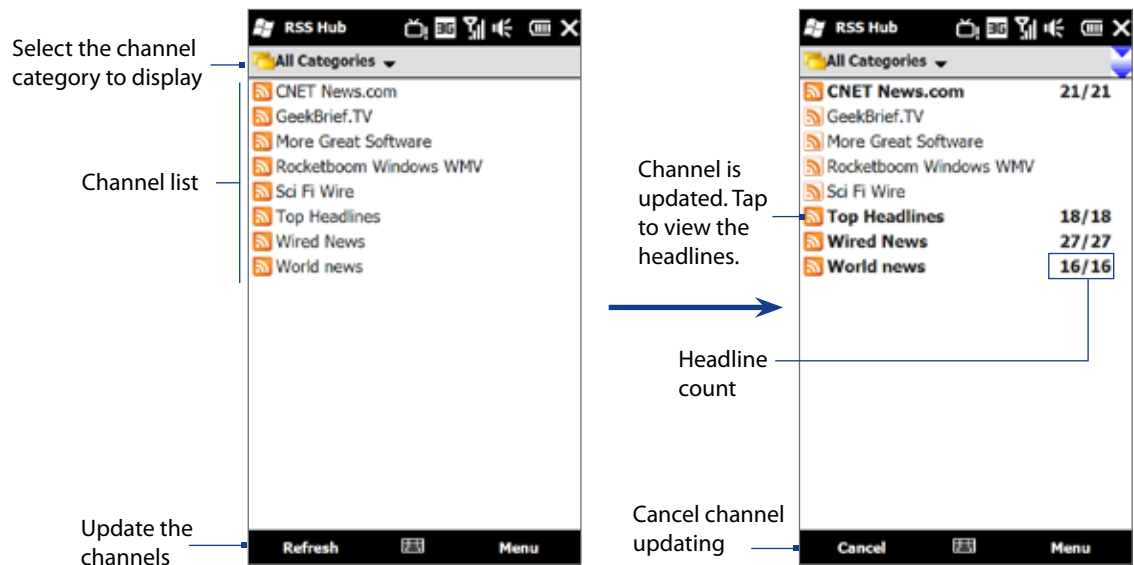 Select the channel
category to display
Channel list
Update the
channels
RSS Hub
3G
All Categories
CNET News.com
GeekBrief.TV
More Great Software
Rocketboom Windows WMV
Sci Fi Wire
Top Headlines
Wired News
World news
Refresh
Menu
Channel is
updated. Tap
to view the
headlines.
Headline
count
Cancel channel
updating
RSS Hub
3G
All Categories
CNET News.com 21/21
GeekBrief.TV
More Great Software
Rocketboom Windows WMV
Sci Fi Wire
Top Headlines 18/18
Wired News 27/27
World news 16/16
Cancel
Menu